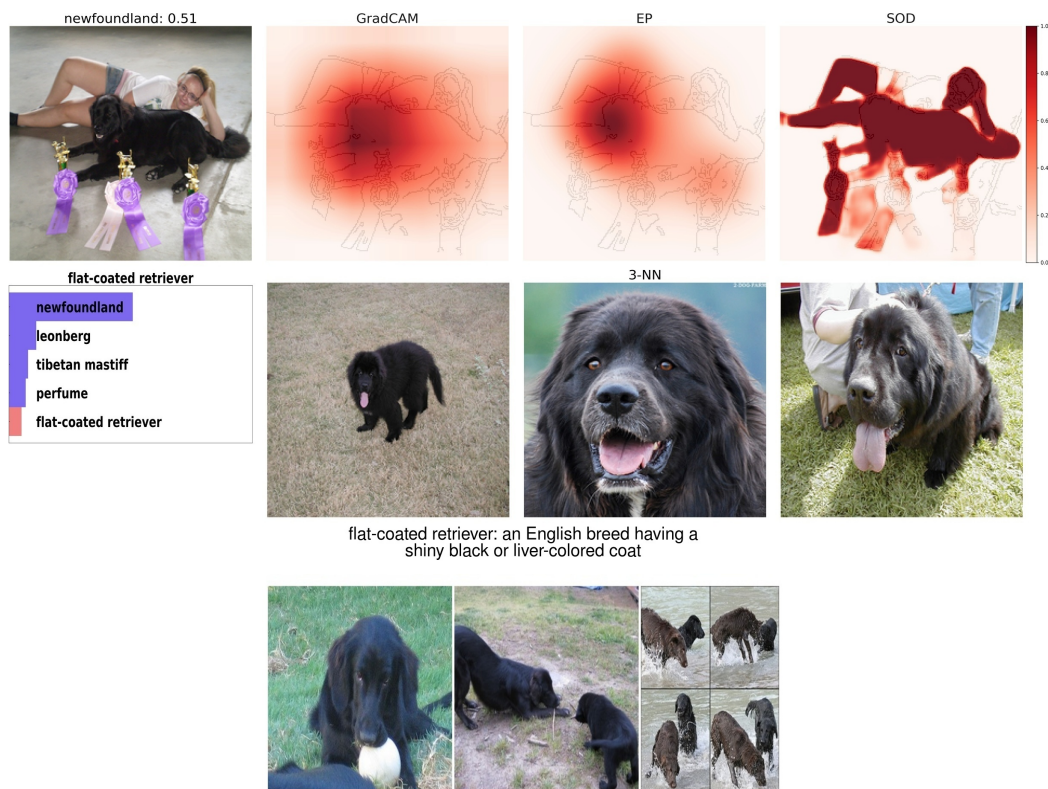 newfoundland: 0.51
GradCAM
EP
SOD
1.0
0.8
0.6
0.4
0.2
0.0
flat-coated retriever
newfoundland
leonberg
tibetan mastiff
perfume
flat-coated retriever
3-NN
flat-coated retriever: an English breed having a
shiny black or liver-colored coat